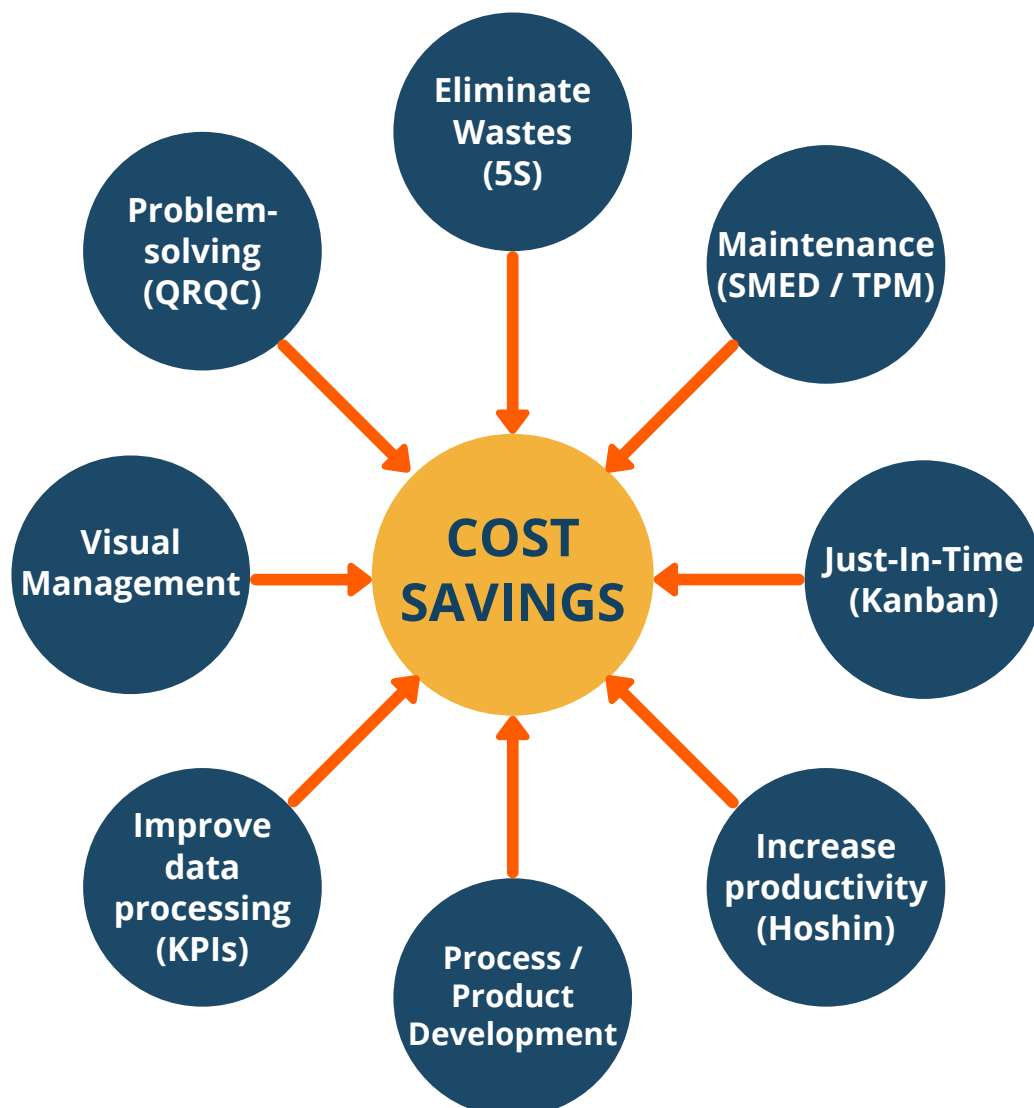 Eliminate
Wastes
(5S)
Problem-
solving
(QRQC)
Maintenance
(SMED / TPM)
Visual
Management
COST
SAVINGS
Just-In-Time
(Kanban)
Improve
data
processing
(KPIs)
Process /
Product
Development
Increase
productivity
(Hoshin)